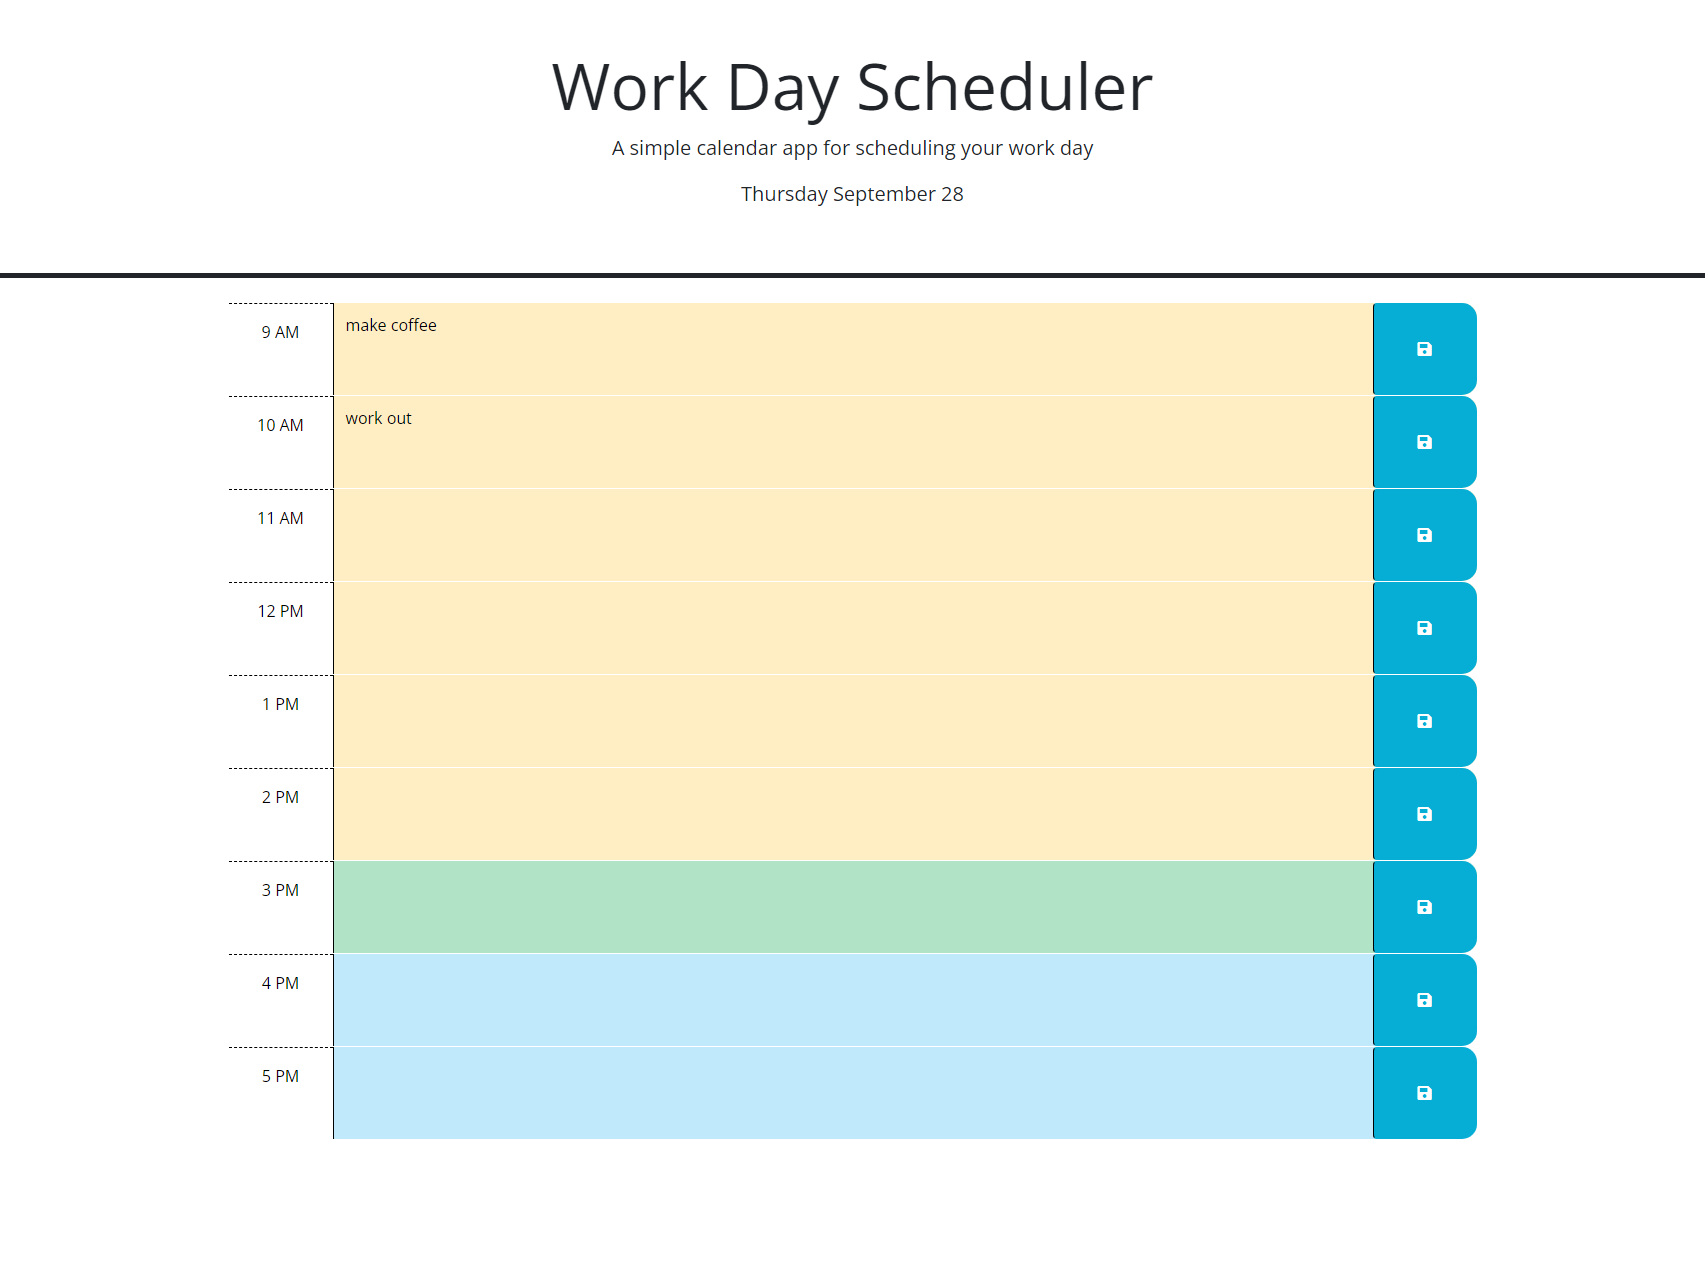 Work Day Scheduler
A simple calendar app for scheduling your work day
Thursday September 28
9 AM
make coffee
10 AM
work out
11 AM
12 PM
1 PM
2 PM
3 PM
4 PM
5 PM